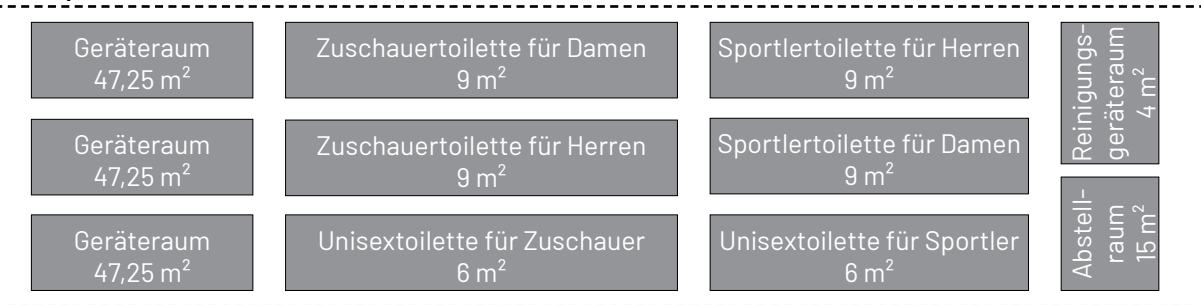 Geräteraum
47,25 m²
Zuschauertoilette für Damen
9 m²
Sportlertoilette für Herren
9 m²
Reinigungs-
geräteraum
4 m²
Geräteraum
47,25 m²
Zuschauertoilette für Herren
9 m²
Sportlertoilette für Damen
9 m²
Geräteraum
47,25 m²
Unisextoilette für Zuschauer
6 m²
Unisextoilette für Sportler
6 m²
Abstell-
raum
15 m²